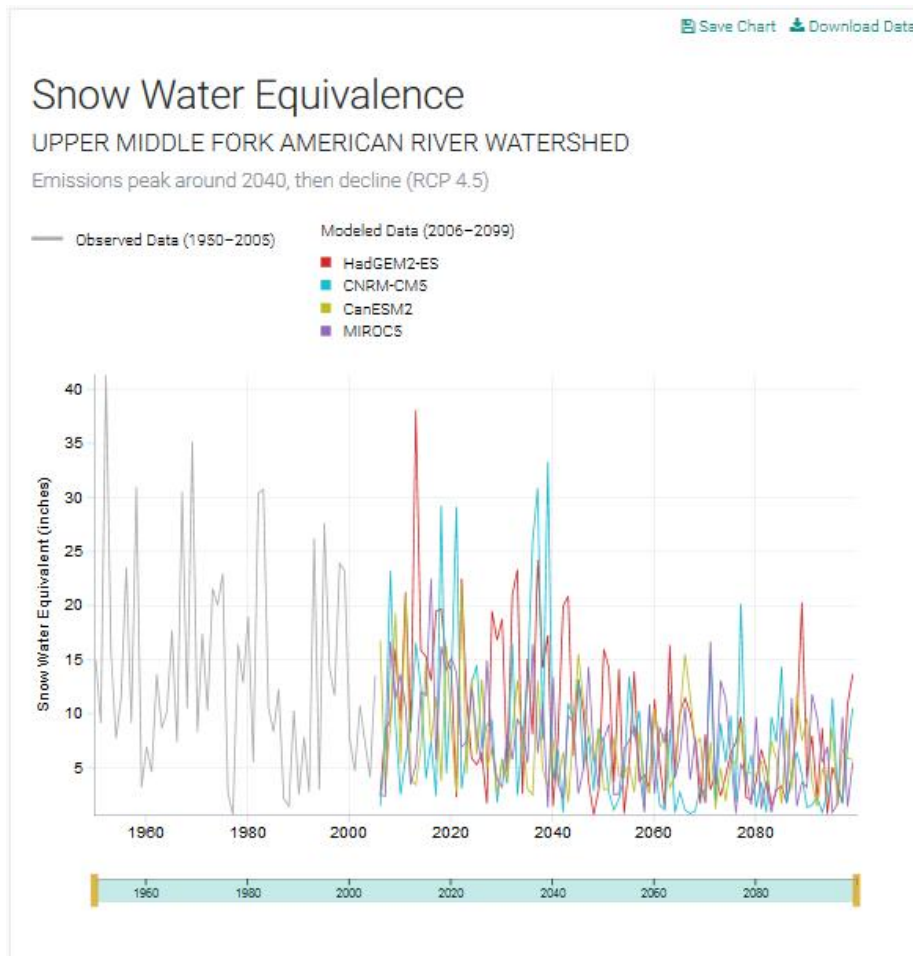 Save Chart Download Data
Snow Water Equivalence
UPPER MIDDLE FORK AMERICAN RIVER WATERSHED
Emissions peak around 2040, then decline (RCP 4.5)
Observed Data (1950–2005)
Modeled Data (2006–2099)
HadGEM2-ES
CNRM-CM5
CanESM2
MIROC5
Snow Water Equivalent (inches)
40
35
30
25
20
15
10
5
1960 1980 2000 2020 2040 2060 2080
1960 1980 2000 2020 2040 2060 2080